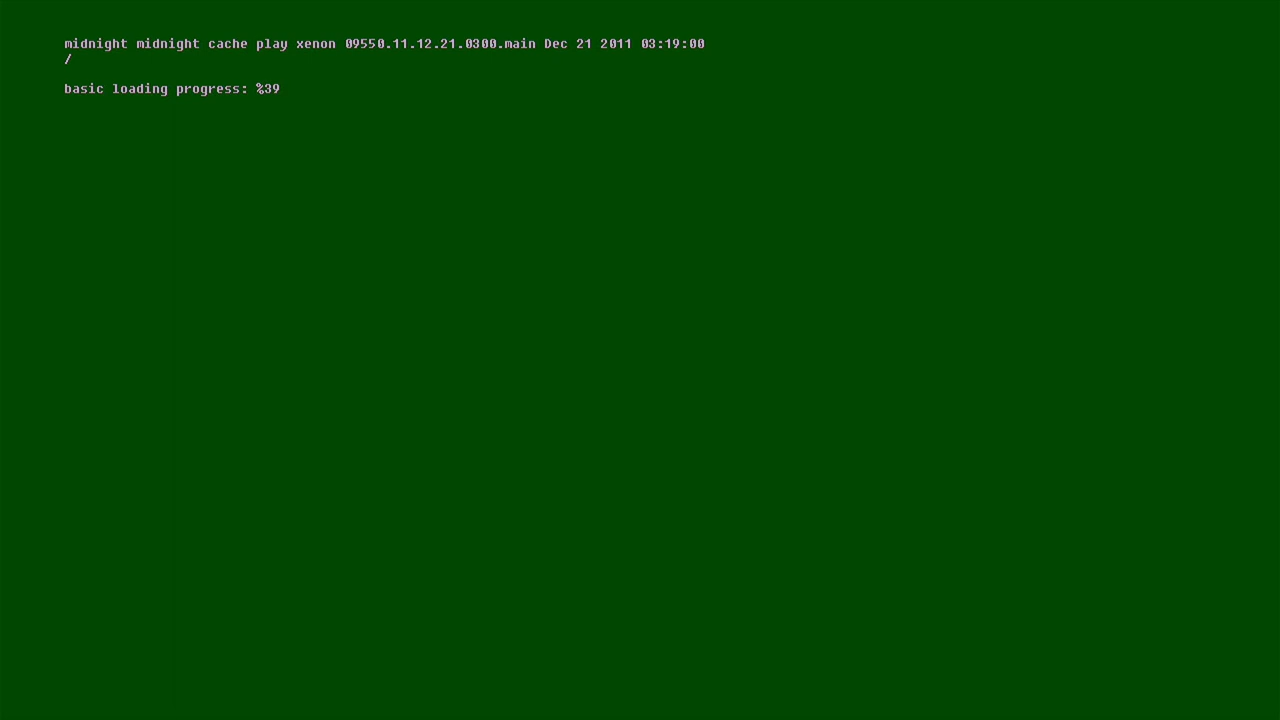 midnight midnight cache play xenon 09550.11.12.21.0300.main Dec 21 2011 03:19:00
/
basic loading progress: %39